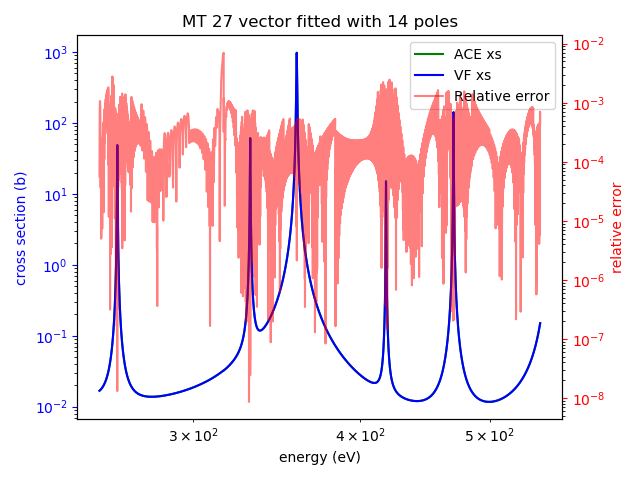 MT 27 vector fitted with 14 poles
ACE xs
VF xs
Relative error
cross section (b)
10³
10²
10¹
10⁰
10⁻¹
10⁻²
relative error
10⁻²
10⁻³
10⁻⁴
10⁻⁵
10⁻⁶
10⁻⁷
10⁻⁸
3 × 10² 4 × 10² 5 × 10²
energy (eV)